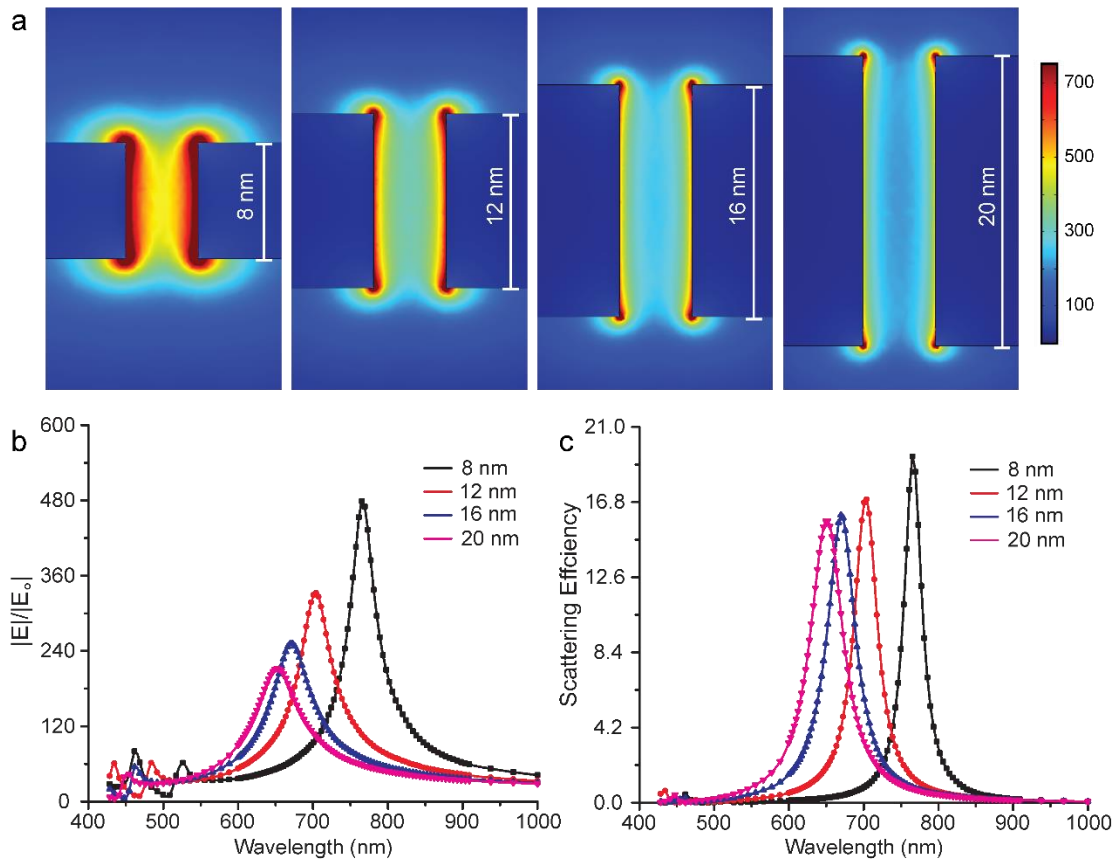 a
8 nm
12 nm
16 nm
20 nm
700
500
300
100
b
600
480
360
240
120
0
400 500 600 700 800 900 1000
Wavelength (nm)
|E|/|E₀|
8 nm
12 nm
16 nm
20 nm
c
21.0
16.8
12.6
8.4
4.2
0.0
400 500 600 700 800 900 1000
Wavelength (nm)
Scattering Effciency
8 nm
12 nm
16 nm
20 nm